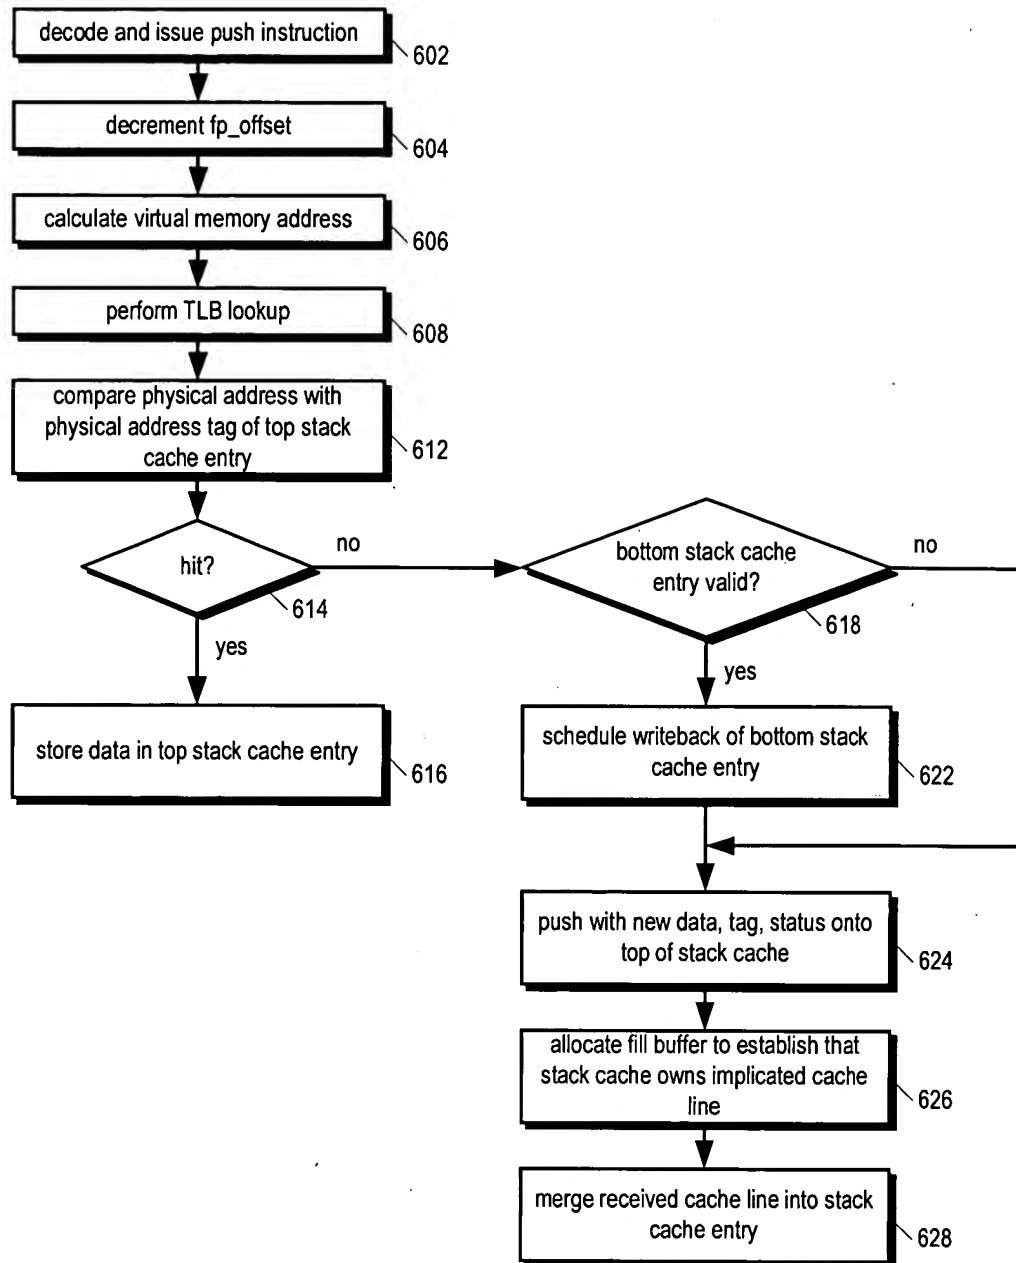 decode and issue push instruction
602
decrement fp_offset
604
calculate virtual memory address
606
perform TLB lookup
608
compare physical address with
physical address tag of top stack
cache entry
612
hit?
614
no
yes
store data in top stack cache entry
616
bottom stack cache
entry valid?
618
no
yes
schedule writeback of bottom stack
cache entry
622
push with new data, tag, status onto
top of stack cache
624
allocate fill buffer to establish that
stack cache owns implicated cache
line
626
merge received cache line into stack
cache entry
628